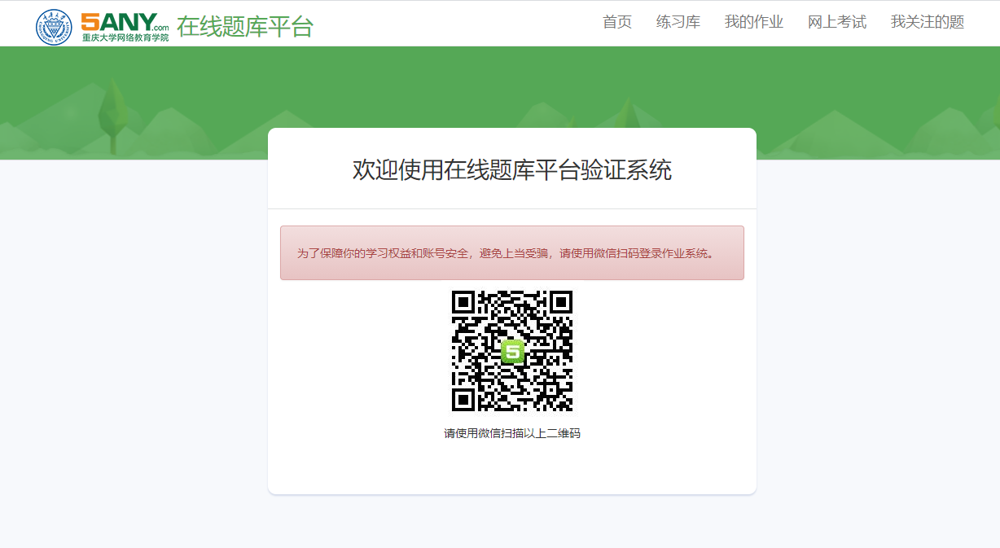 5ANY.com
重庆大学网络教育学院
在线题库平台
首页 练习库 我的作业 网上考试 我关注的题
欢迎使用在线题库平台验证系统
为了保障你的学习权益和账号安全，避免上当受骗，请使用微信扫码登录作业系统。
5
请使用微信扫描以上二维码